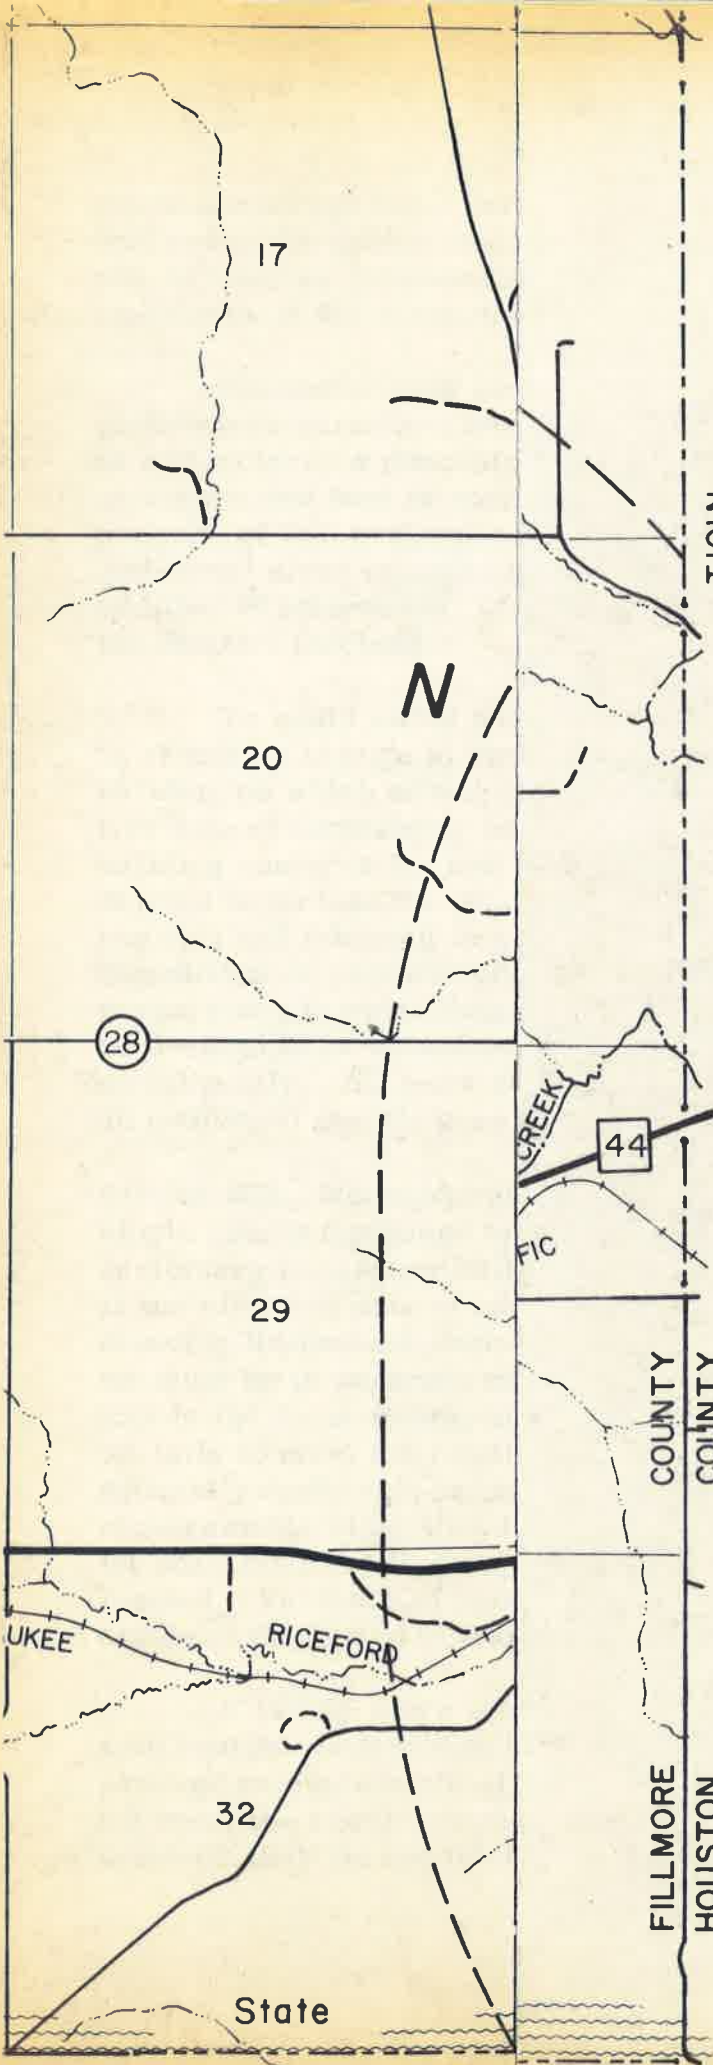 17
N
20
28
CREEK
44
FIC
29
COUNTY
COUNTY
UKEE
RICEFORD
32
FILLMORE
HOUSTON
State